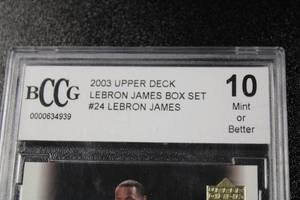 BCCG
0000634939
2003 UPPER DECK
LEBRON JAMES BOX SET
#24 LEBRON JAMES
10
Mint
or
Better